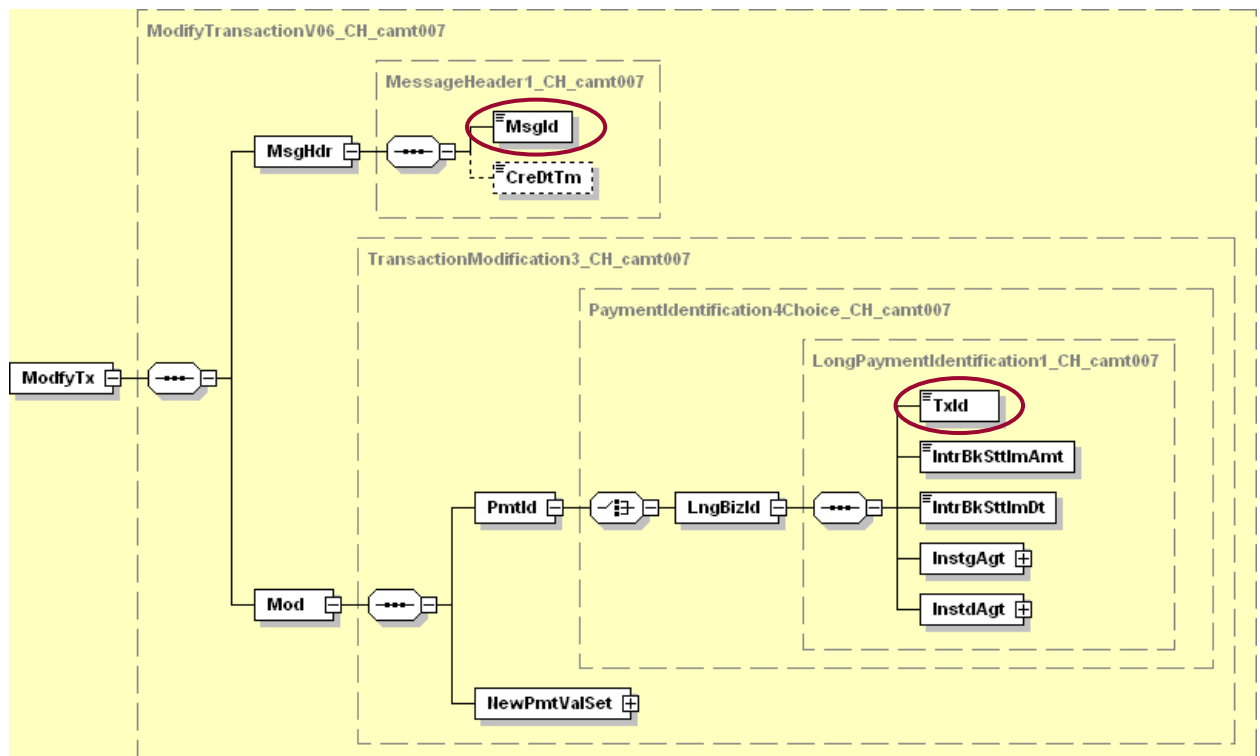 ModifyTransactionV06_CH_camt007
MessageHeader1_CH_camt007
MsgId
MsgHdr
CreDtTm
TransactionModification3_CH_camt007
PaymentIdentification4Choice_CH_camt007
LongPaymentIdentification1_CH_camt007
ModfyTx
TxId
IntrBkSttlmAmt
PmtId
LngBizId
IntrBkSttlmDt
InstgAgt
Mod
InstdAgt
NewPmtValSet